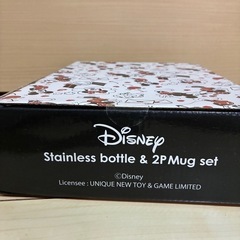 Disney
Stainless bottle & 2P Mug set
©Disney
Licensee : UNIQUE NEW TOY & GAME LIMITED